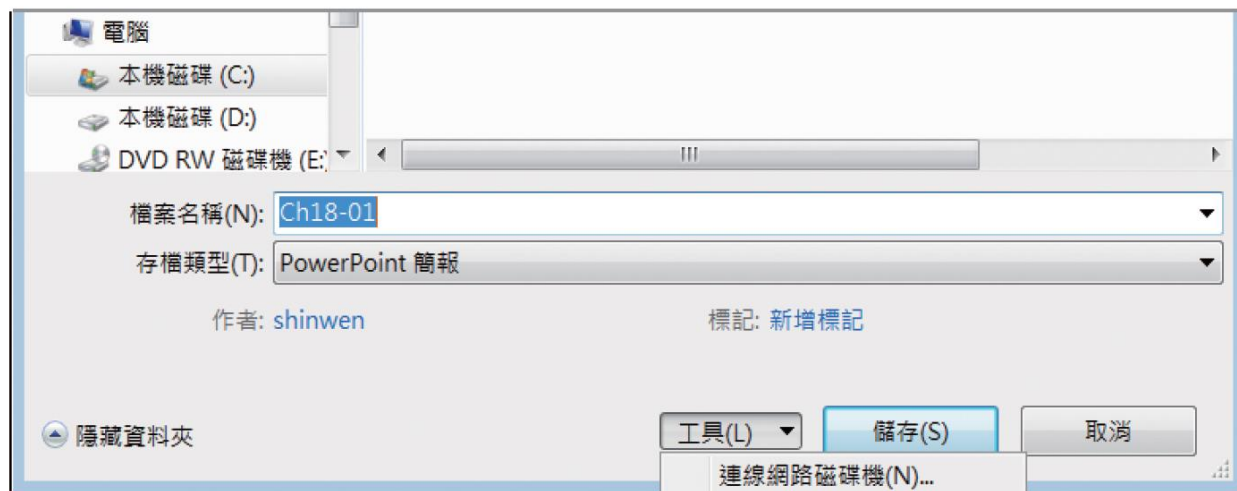 電腦
本機磁碟 (C:)
本機磁碟 (D:)
DVD RW 磁碟機 (E:)
檔案名稱(N): Ch18-01
存檔類型(T): PowerPoint 簡報
作者: shinwen 標記: 新增標記
隱藏資料夾 工具(L) 儲存(S) 取消
連線網路磁碟機(N)...